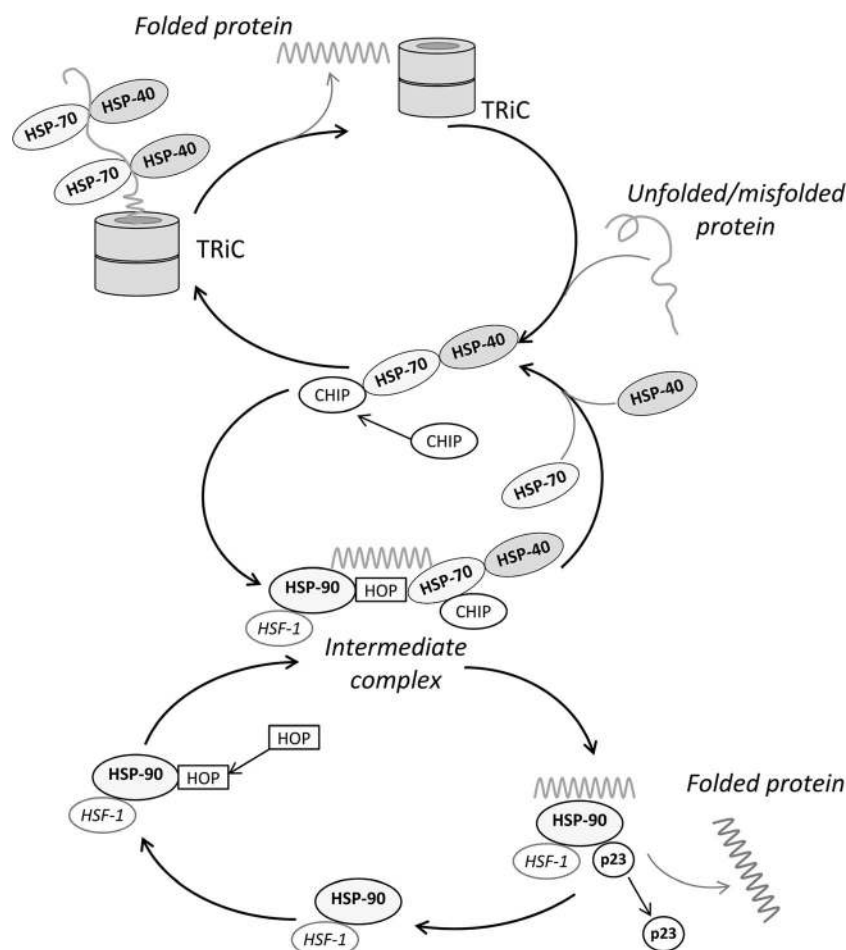 Folded protein
HSP-70
HSP-40
TRiC
HSP-70
HSP-40
Unfolded/misfolded
protein
TRiC
HSP-70
HSP-40
CHIP
HSP-40
CHIP
HSP-70
HSP-90
HOP
HSP-70
HSP-40
HSF-1
CHIP
Intermediate
complex
HOP
HSP-90
HOP
HSF-1
Folded protein
HSP-90
HSF-1
p23
HSP-90
HSF-1
p23